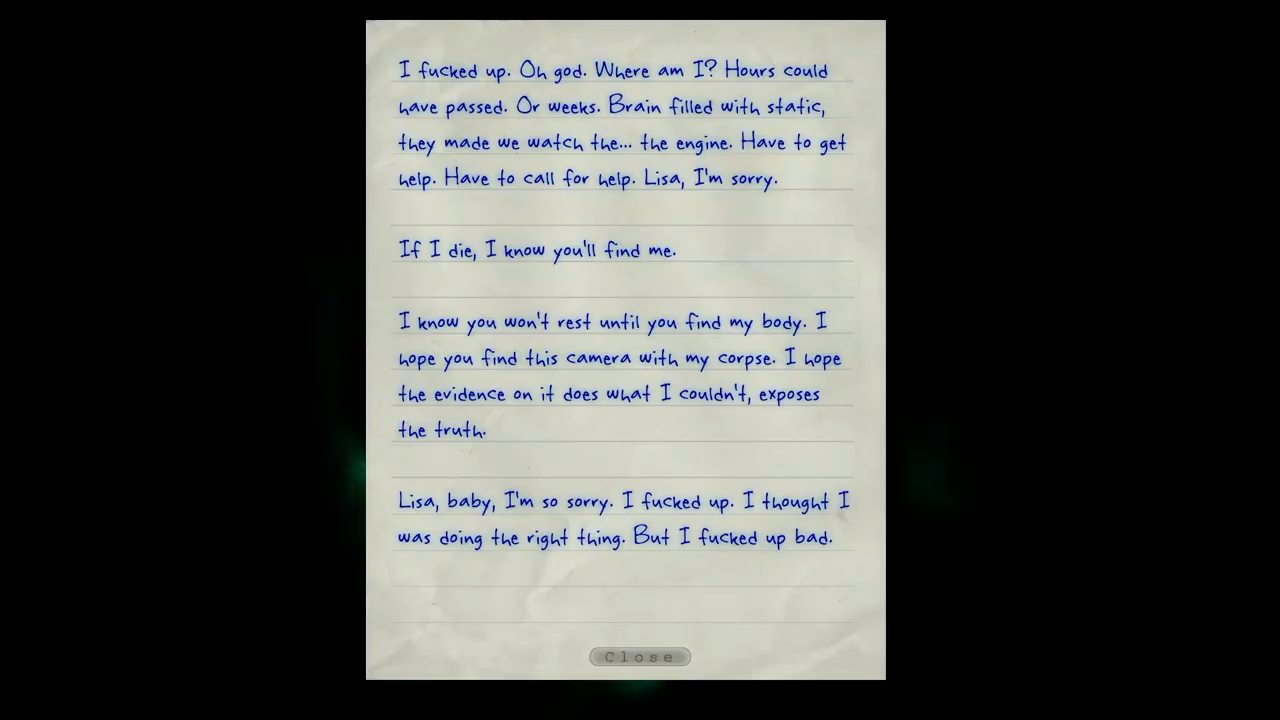 I fucked up. Oh god. Where am I? Hours could
have passed. Or weeks. Brain filled with static,
they made we watch the... the engine. Have to get
help. Have to call for help. Lisa, I'm sorry.
If I die, I know you'll find me.
I know you won't rest until you find my body. I
hope you find this camera with my corpse. I hope
the evidence on it does what I couldn't, exposes
the truth.
Lisa, baby, I'm so sorry. I fucked up. I thought I
was doing the right thing. But I fucked up bad.
Close